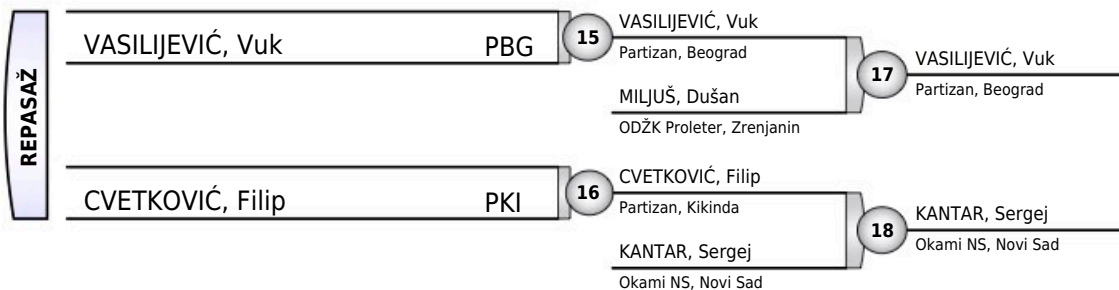 REPASAŽ
VASILIJEVIĆ, Vuk PBG
15
VASILIJEVIĆ, Vuk
Partizan, Beograd
MILJUŠ, Dušan
ODŽK Proleter, Zrenjanin
17
VASILIJEVIĆ, Vuk
Partizan, Beograd
CVETKOVIĆ, Filip PKI
16
CVETKOVIĆ, Filip
Partizan, Kikinda
KANTAR, Sergej
Okami NS, Novi Sad
18
KANTAR, Sergej
Okami NS, Novi Sad